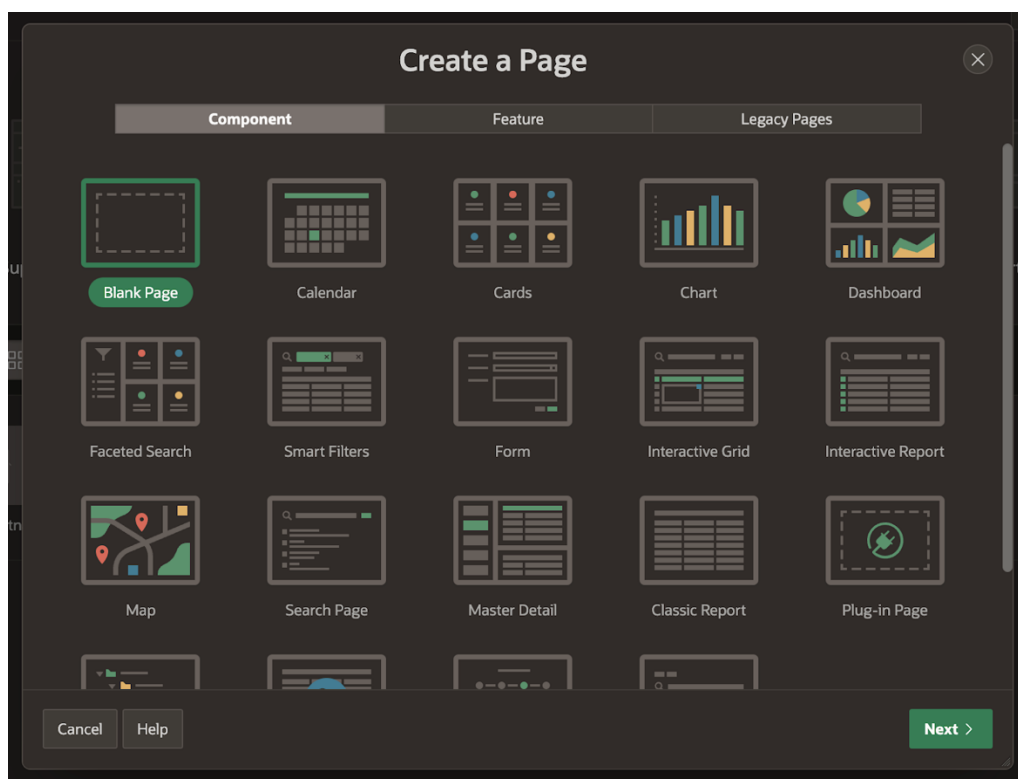 Create a Page
Component Feature Legacy Pages
Blank Page Calendar Cards Chart Dashboard
Faceted Search Smart Filters Form Interactive Grid Interactive Report
Map Search Page Master Detail Classic Report Plug-in Page
Cancel Help Next